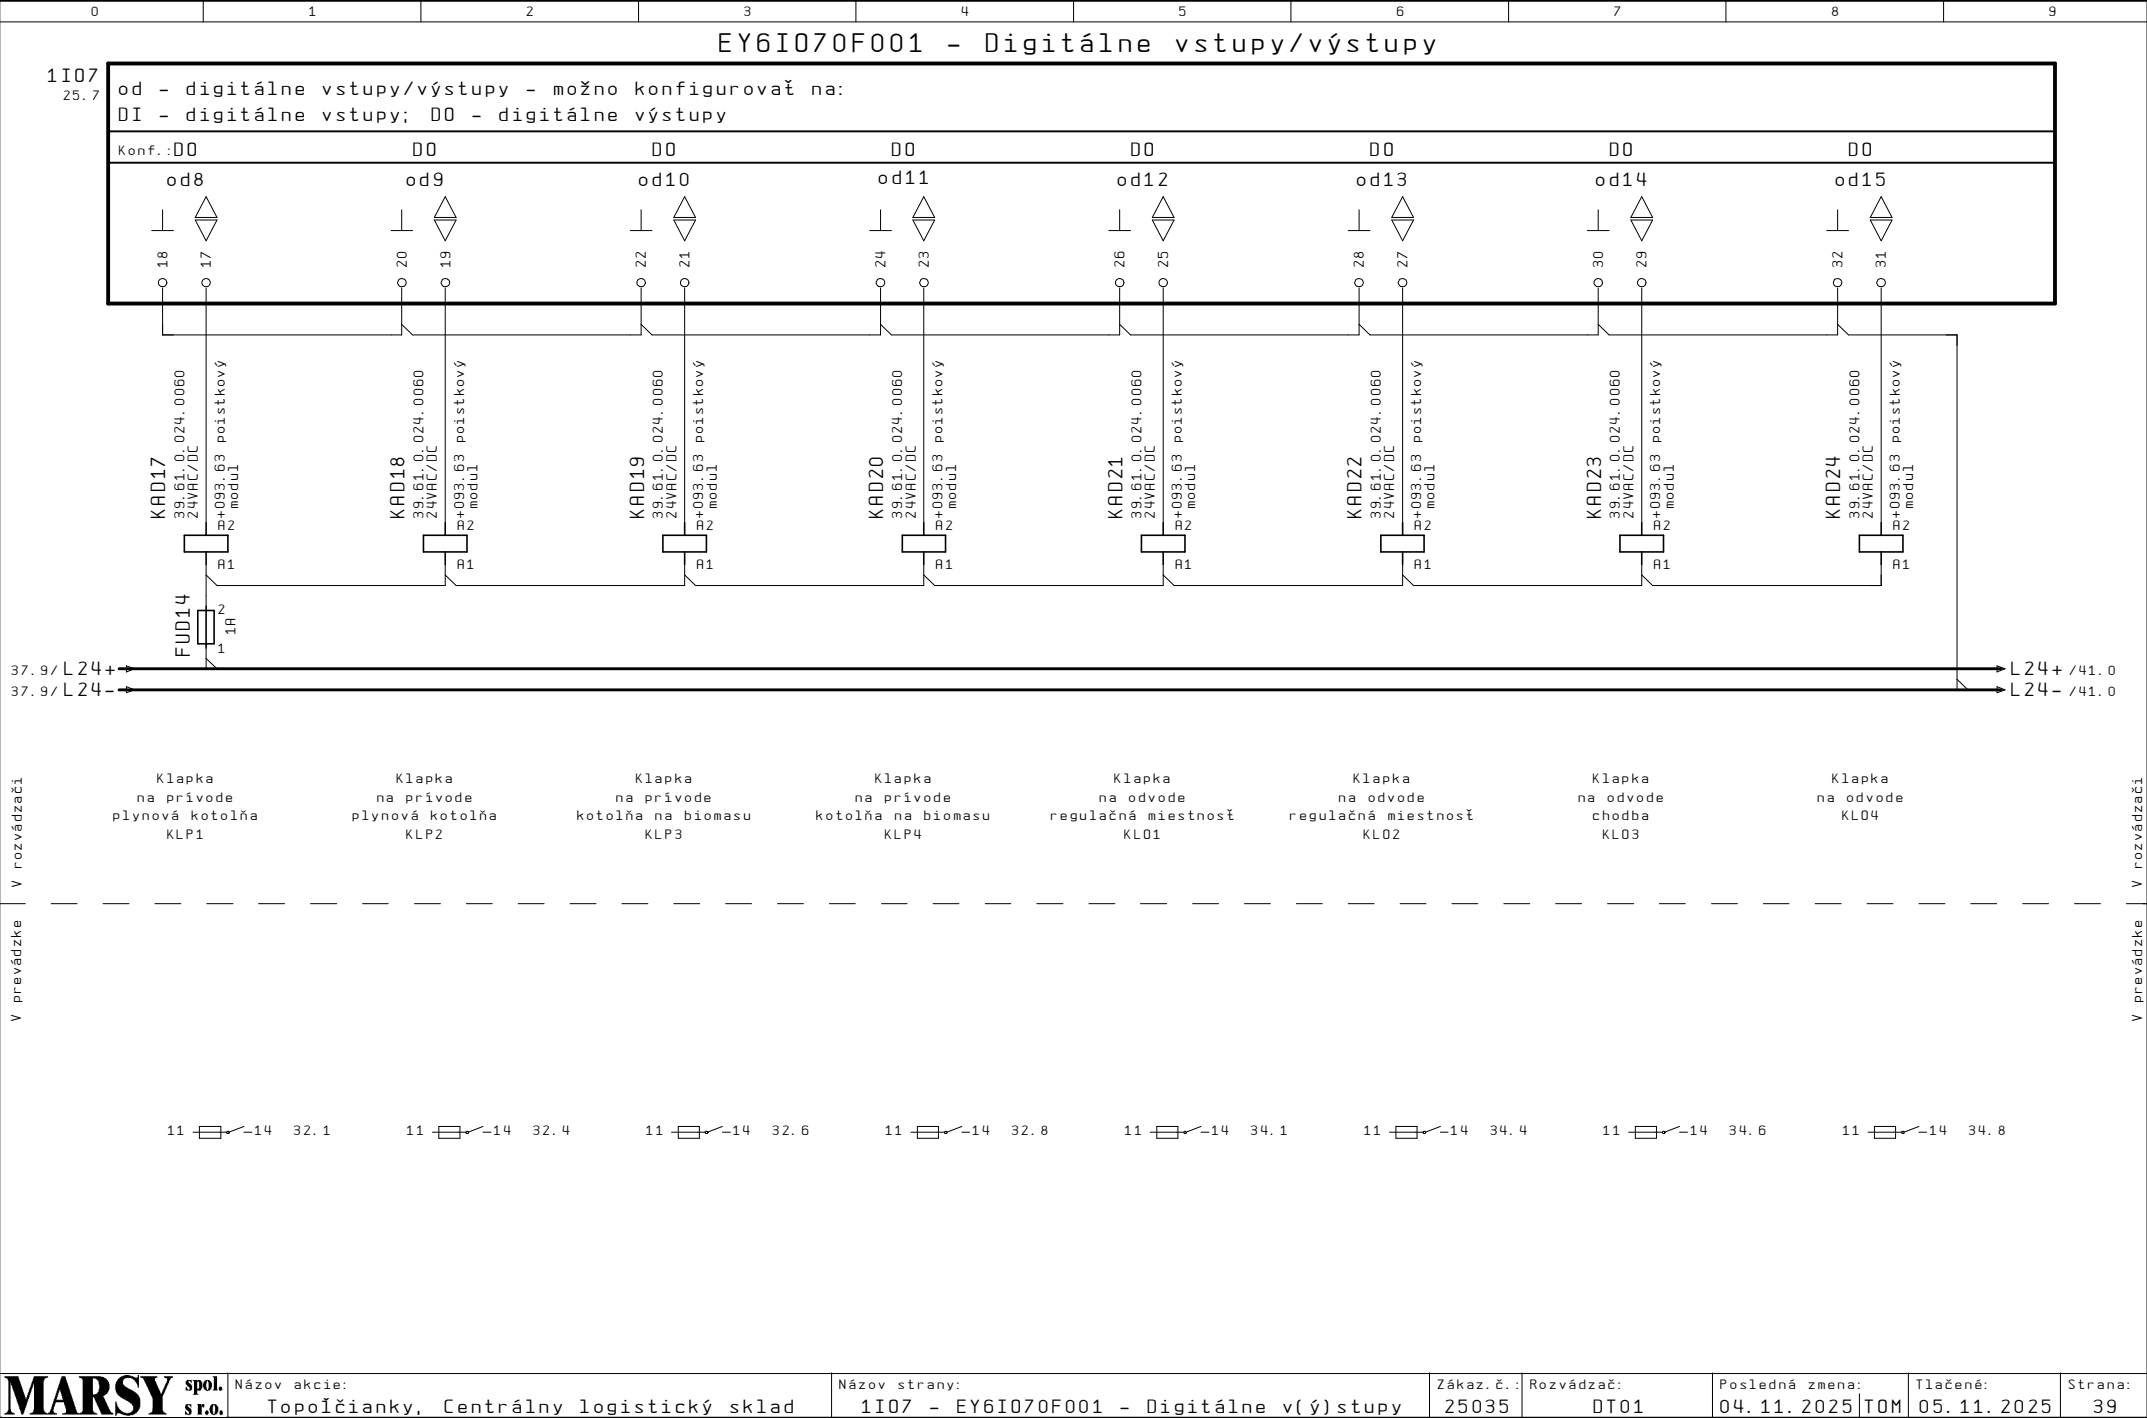 0 1 2 3 4 5 6 7 8 9
EY6IO70F001 - Digitálne vstupy/výstupy
1IO7
25.7
od - digitálne vstupy/výstupy - možno konfigurovať na:
DI - digitálne vstupy; DO - digitálne výstupy
Konf.: DO DO DO DO DO DO DO DO
od8 od9 od10 od11 od12 od13 od14 od15
18 17 20 19 22 21 24 23 26 25 28 27 30 29 32 31
KAD17 39.61.0.024.0060 24VAC/DC +093.63 poistkový modul
KAD18 39.61.0.024.0060 24VAC/DC +093.63 poistkový modul
KAD19 39.61.0.024.0060 24VAC/DC +093.63 poistkový modul
KAD20 39.61.0.024.0060 24VAC/DC +093.63 poistkový modul
KAD21 39.61.0.024.0060 24VAC/DC +093.63 poistkový modul
KAD22 39.61.0.024.0060 24VAC/DC +093.63 poistkový modul
KAD23 39.61.0.024.0060 24VAC/DC +093.63 poistkový modul
KAD24 39.61.0.024.0060 24VAC/DC +093.63 poistkový modul
A2 A2 A2 A2 A2 A2 A2 A2
A1 A1 A1 A1 A1 A1 A1 A1
FUD14 2 1A 1
37.9/L24+ L24+/41.0
37.9/L24- L24-/41.0
V rozvádzači
Klapka
na prívode
plynová kotolňa
KLP1
Klapka
na prívode
plynová kotolňa
KLP2
Klapka
na prívode
kotolňa na biomasu
KLP3
Klapka
na prívode
kotolňa na biomasu
KLP4
Klapka
na odvode
regulačná miestnosť
KLO1
Klapka
na odvode
regulačná miestnosť
KLO2
Klapka
na odvode
chodba
KLO3
Klapka
na odvode
KLO4
V rozvádzači
V prevádzke
V prevádzke
11 14 32.1 11 14 32.4 11 14 32.6 11 14 32.8 11 14 34.1 11 14 34.4 11 14 34.6 11 14 34.8
MARSY spol. s r.o.
Názov akcie:
Topoľčianky, Centrálny logistický sklad
Názov strany:
1IO7 - EY6IO70F001 - Digitálne v(ý)stupy
Zákaz.č.:
25035
Rozvádzač:
DT01
Posledná zmena:
04.11.2025 TOM
Tlačené:
05.11.2025
Strana:
39